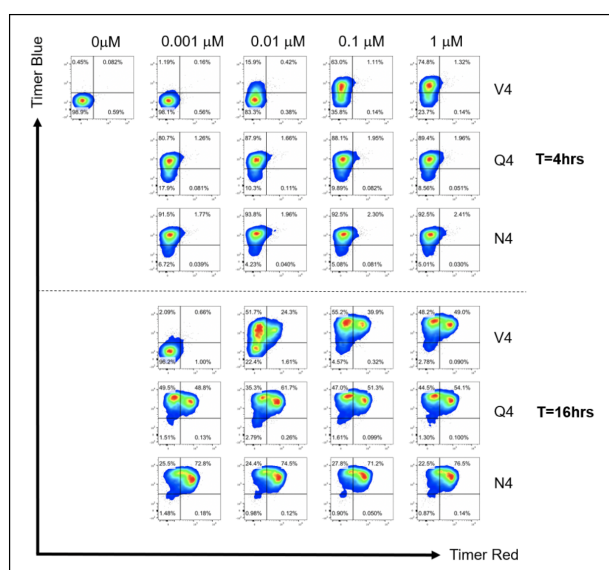 Timer Blue
0µM 0.001 µM 0.01 µM 0.1 µM 1 µM
0.45% 0.082% 1.19% 0.16% 15.9% 0.42% 63.0% 1.11% 74.8% 1.32%
V4
98.9% 0.59% 98.1% 0.56% 83.3% 0.38% 35.8% 0.14% 23.7% 0.14%
80.7% 1.26% 87.9% 1.66% 88.1% 1.95% 89.4% 1.96%
Q4 T=4hrs
17.9% 0.081% 10.3% 0.11% 9.89% 0.082% 8.56% 0.051%
91.5% 1.77% 93.8% 1.96% 92.5% 2.30% 92.5% 2.41%
N4
6.72% 0.039% 4.23% 0.040% 5.08% 0.081% 5.01% 0.030%
2.09% 0.66% 51.7% 24.3% 55.2% 39.9% 48.2% 49.0%
V4
96.2% 1.00% 22.4% 1.61% 4.57% 0.32% 2.78% 0.090%
49.5% 48.8% 35.3% 61.7% 47.0% 51.3% 44.5% 54.1%
Q4 T=16hrs
1.51% 0.13% 2.79% 0.26% 1.61% 0.099% 1.30% 0.100%
25.5% 72.8% 24.4% 74.5% 27.8% 71.2% 22.5% 76.5%
N4
1.48% 0.18% 0.98% 0.12% 0.90% 0.050% 0.87% 0.14%
Timer Red